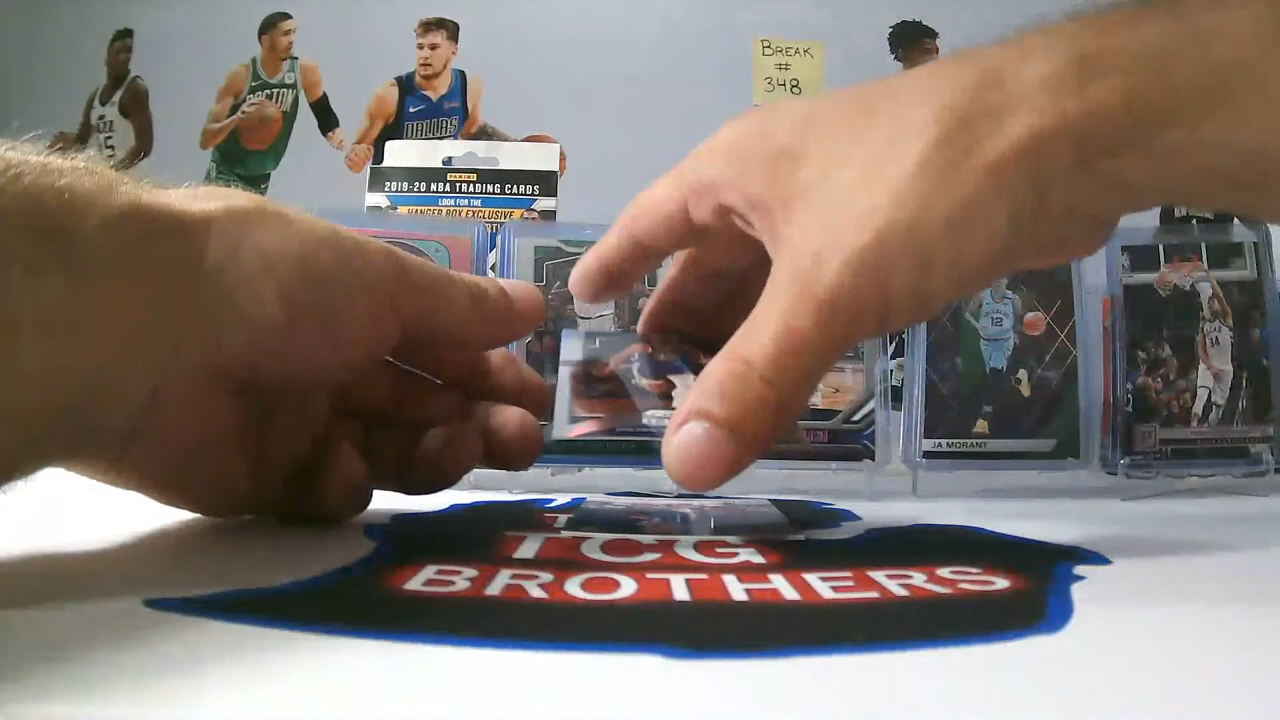 BREAK
#
348
JAZZ
BOSTON
DALLAS
PANINI
2019-20 NBA TRADING CARDS
LOOK FOR THE
HANGER BOX EXCLUSIVE
12
34
JA MORANT
TCG
BROTHERS